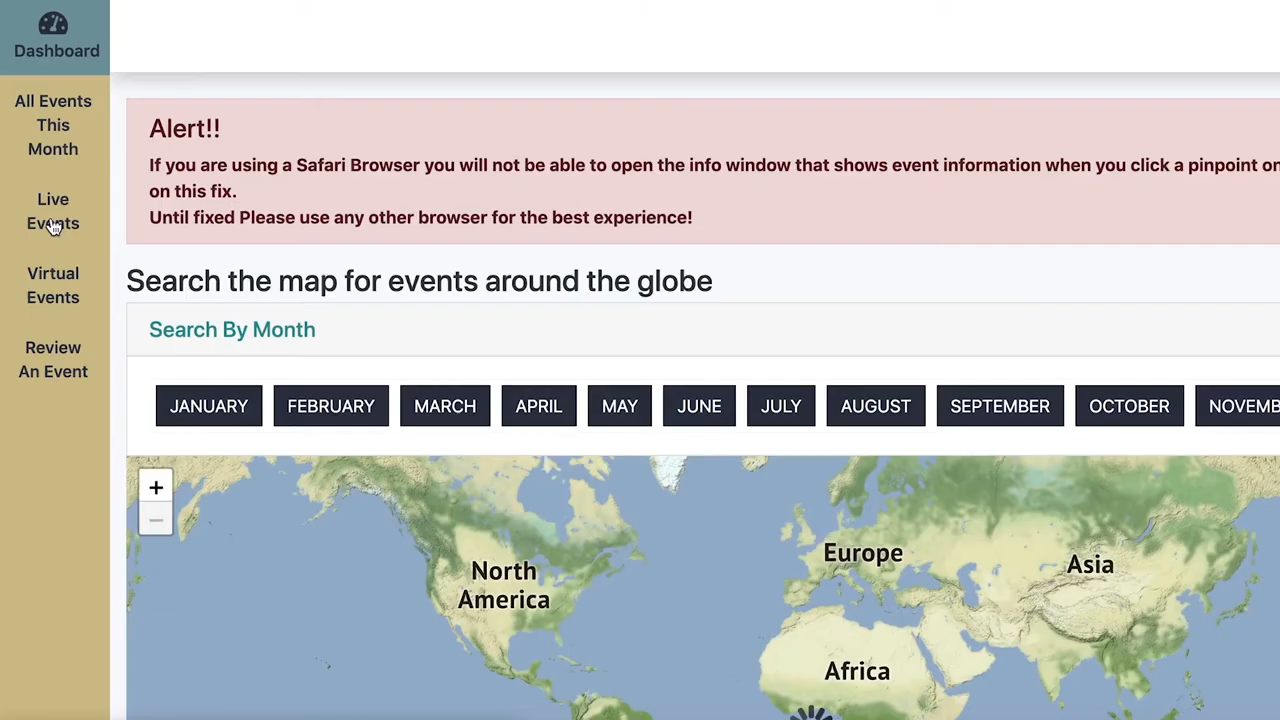 Dashboard
All Events
This
Month
Live
Events
Virtual
Events
Review
An Event
Alert!!
If you are using a Safari Browser you will not be able to open the info window that shows event information when you click a pinpoint on
on this fix.
Until fixed Please use any other browser for the best experience!
Search the map for events around the globe
Search By Month
JANUARY FEBRUARY MARCH APRIL MAY JUNE JULY AUGUST SEPTEMBER OCTOBER NOVEMB
+
−
North
America
Europe
Asia
Africa